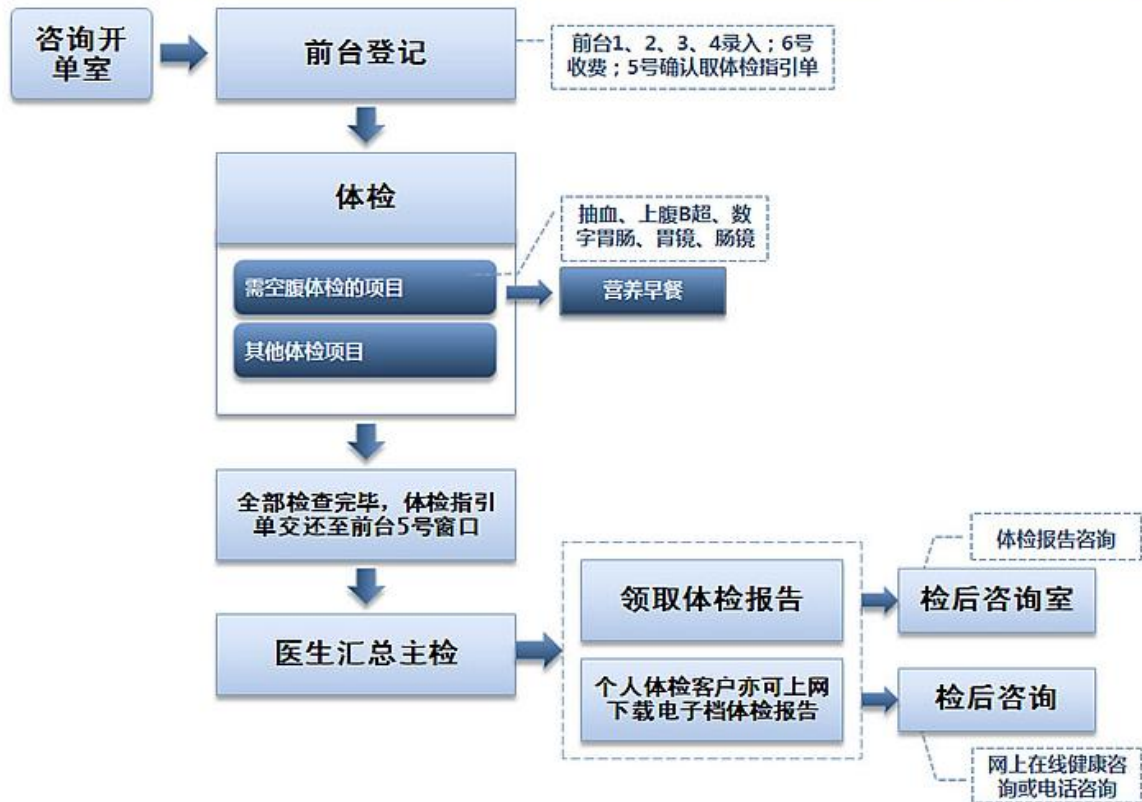 咨询开
单室
前台登记
前台1、2、3、4录入；6号
收费；5号确认取体检指引单
体检
抽血、上腹B超、数
字胃肠、胃镜、肠镜
需空腹体检的项目
营养早餐
其他体检项目
全部检查完毕，体检指引
单交还至前台5号窗口
体检报告咨询
领取体检报告
检后咨询室
医生汇总主检
个人体检客户亦可上网
下载电子档体检报告
检后咨询
网上在线健康咨
询或电话咨询